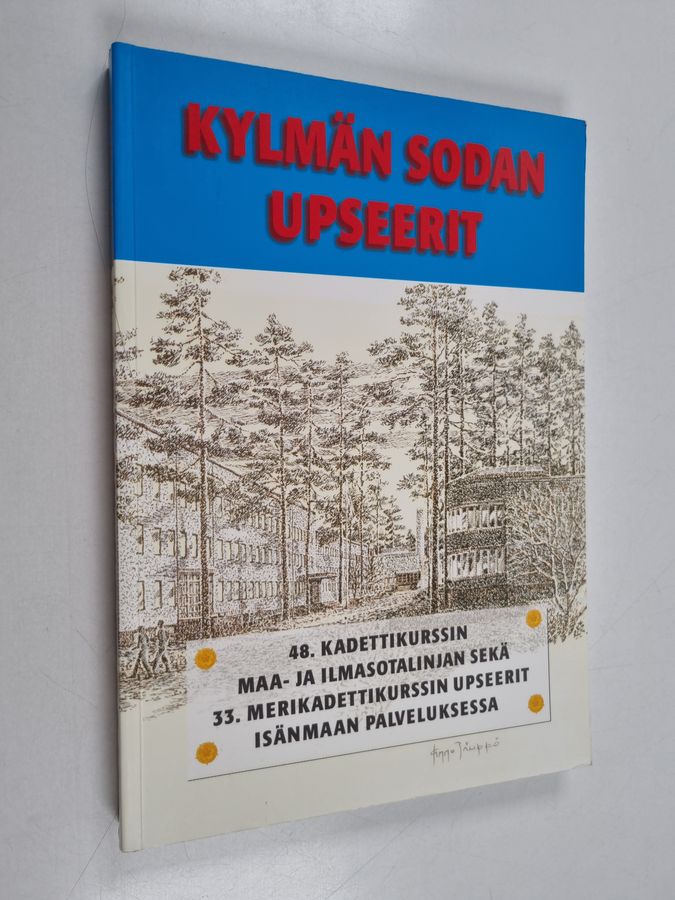 KYLMÄN SODAN
UPSEERIT
48. KADETTIKURSSIN
MAA- JA ILMASOTALINJAN SEKÄ
33. MERIKADETTIKURSSIN UPSEERIT
ISÄNMAAN PALVELUKSESSA